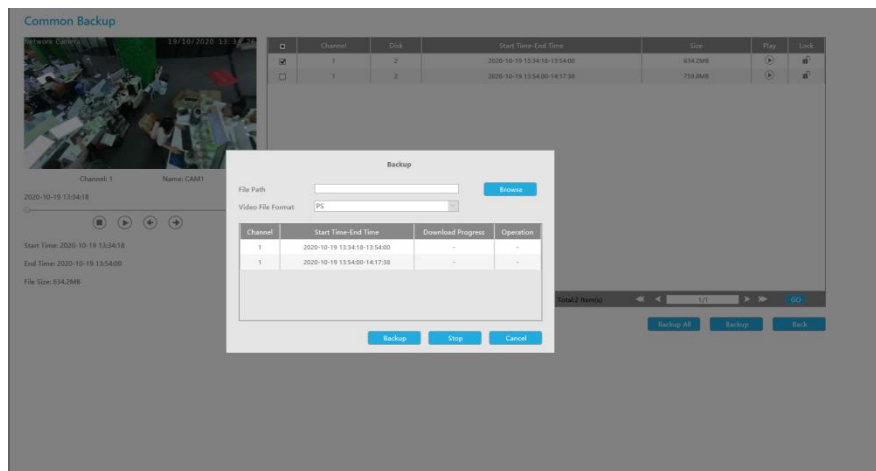 Common Backup
Network Camera 19/10/2020 13:34:
Channel Disk Start Time-End Time Size Play Lock
1 2 2020-10-19 13:34:18-13:54:00 634.2MB
1 2 2020-10-19 13:54:00-14:17:38
Channel: 1 Name: CAM1
2020-10-19 13:34:18
Start Time: 2020-10-19 13:34:18
End Time: 2020-10-19 13:54:00
File Size: 634.2MB
Backup
File Path Browse
Video File Format PS
Channel Start Time-End Time Download Progress Operation
1 2020-10-19 13:34:18-13:54:00 - -
1 2020-10-19 13:54:00-14:17:38 - -
Backup Stop Cancel
Total:2 Item(s) 1/1 GO
Backup All Backup Back